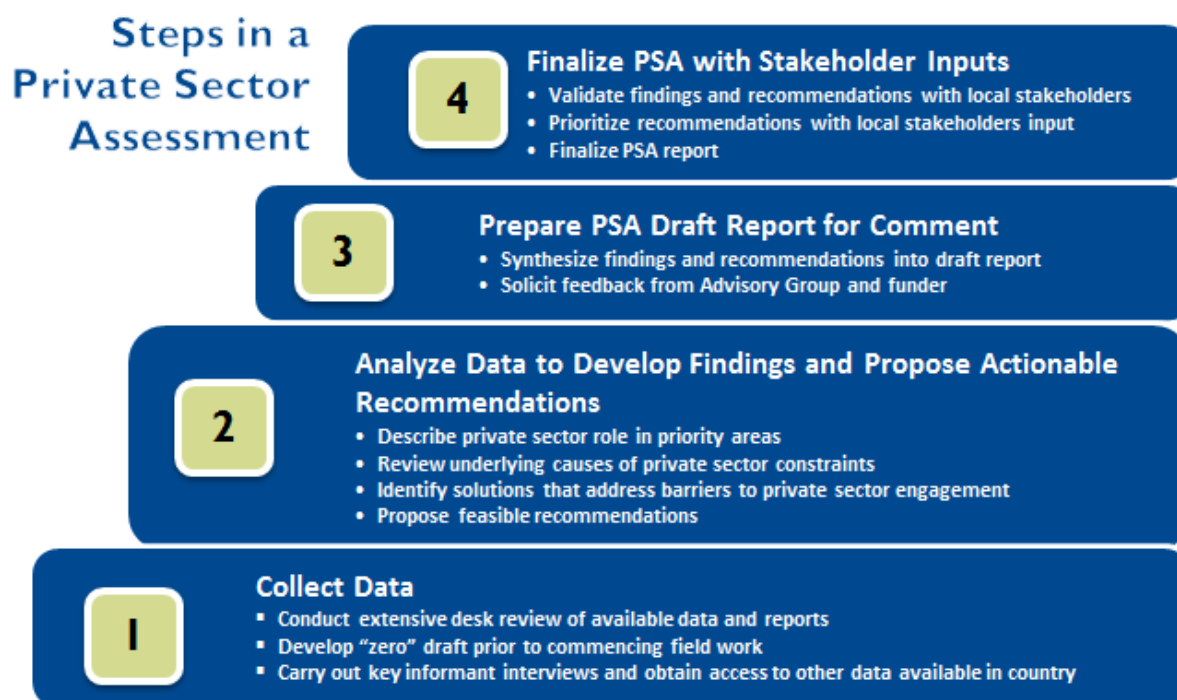 Steps in a
Private Sector
Assessment
4
Finalize PSA with Stakeholder Inputs
• Validate findings and recommendations with local stakeholders
• Prioritize recommendations with local stakeholders input
• Finalize PSA report
3
Prepare PSA Draft Report for Comment
• Synthesize findings and recommendations into draft report
• Solicit feedback from Advisory Group and funder
2
Analyze Data to Develop Findings and Propose Actionable
Recommendations
• Describe private sector role in priority areas
• Review underlying causes of private sector constraints
• Identify solutions that address barriers to private sector engagement
• Propose feasible recommendations
1
Collect Data
▪ Conduct extensive desk review of available data and reports
▪ Develop “zero” draft prior to commencing field work
▪ Carry out key informant interviews and obtain access to other data available in country